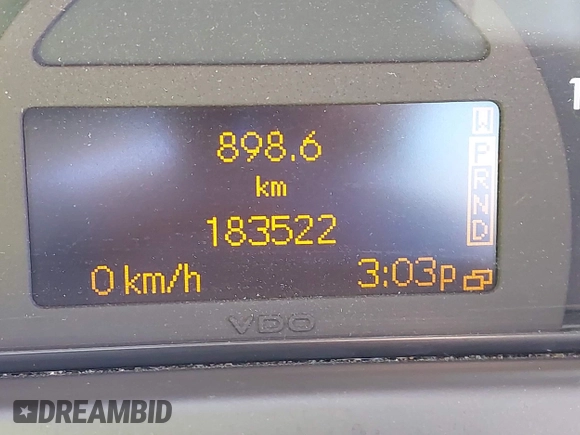 898.6
km
183522
0 km/h
3:03p
W
P
R
N
D
VDO
DREAMBID